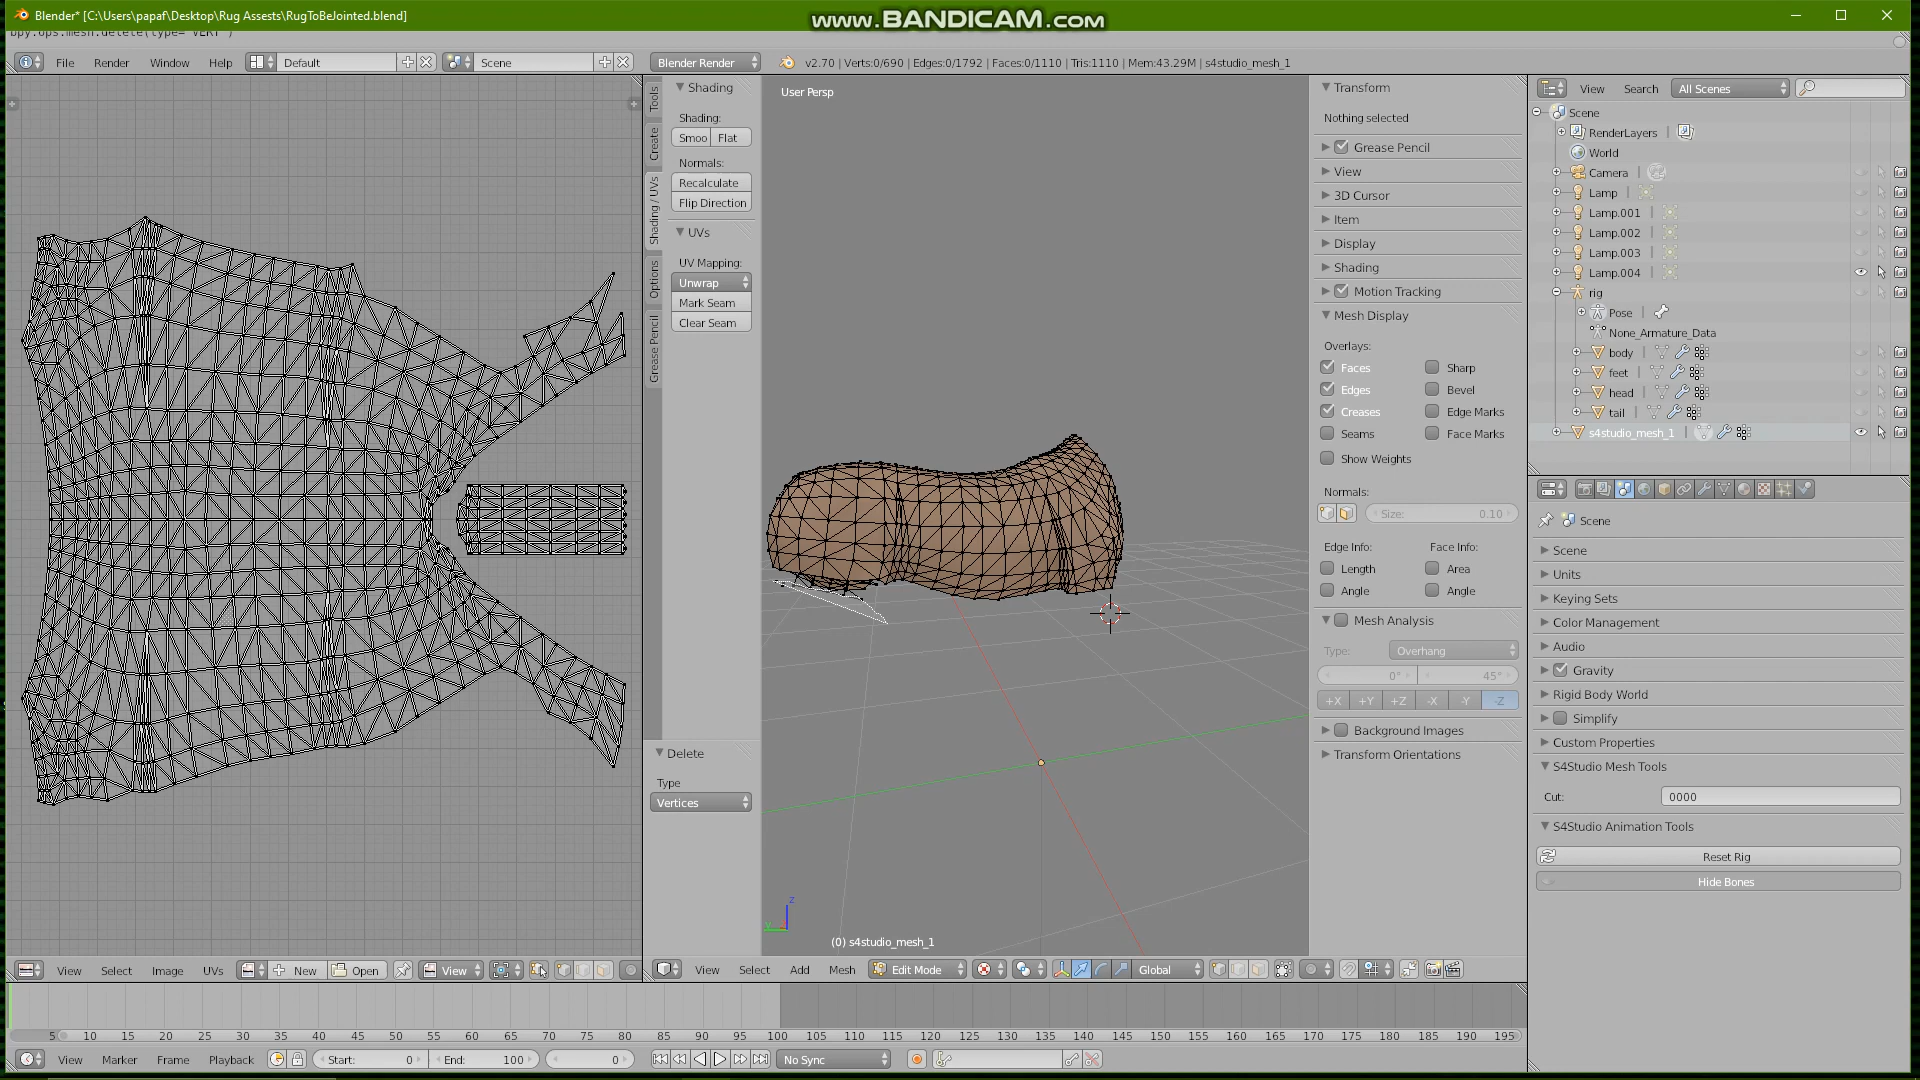 Blender* [C:\Users\papaf\Desktop\Rug Assests\RugToBeJointed.blend]
www.BANDICAM.com
bpy.ops.mesh.delete(type='VERT')
File Render Window Help Default Scene Blender Render v2.70 | Verts:0/690 | Edges:0/1792 | Faces:0/1110 | Tris:1110 | Mem:43.29M | s4studio_mesh_1
Tools
Create
Shading / UVs
Options
Grease Pencil
Shading
Shading:
Smoo Flat
Normals:
Recalculate
Flip Direction
UVs
UV Mapping:
Unwrap
Mark Seam
Clear Seam
Delete
Type
Vertices
User Persp
(0) s4studio_mesh_1
Transform
Nothing selected
Grease Pencil
View
3D Cursor
Item
Display
Shading
Motion Tracking
Mesh Display
Overlays:
Faces Sharp
Edges Bevel
Creases Edge Marks
Seams Face Marks
Show Weights
Normals:
Size: 0.10
Edge Info: Face Info:
Length Area
Angle Angle
Mesh Analysis
Type: Overhang
0° 45°
+X +Y +Z -X -Y -Z
Background Images
Transform Orientations
View Search All Scenes
Scene
RenderLayers
World
Camera
Lamp
Lamp.001
Lamp.002
Lamp.003
Lamp.004
rig
Pose
None_Armature_Data
body
feet
head
tail
s4studio_mesh_1
Scene
Scene
Units
Keying Sets
Color Management
Audio
Gravity
Rigid Body World
Simplify
Custom Properties
S4Studio Mesh Tools
Cut: 0000
S4Studio Animation Tools
Reset Rig
Hide Bones
View Select Image UVs New Open View
View Select Add Mesh Edit Mode Global
5 10 15 20 25 30 35 40 45 50 55 60 65 70 75 80 85 90 95 100 105 110 115 120 125 130 135 140 145 150 155 160 165 170 175 180 185 190 195
View Marker Frame Playback Start: 0 End: 100 0 No Sync